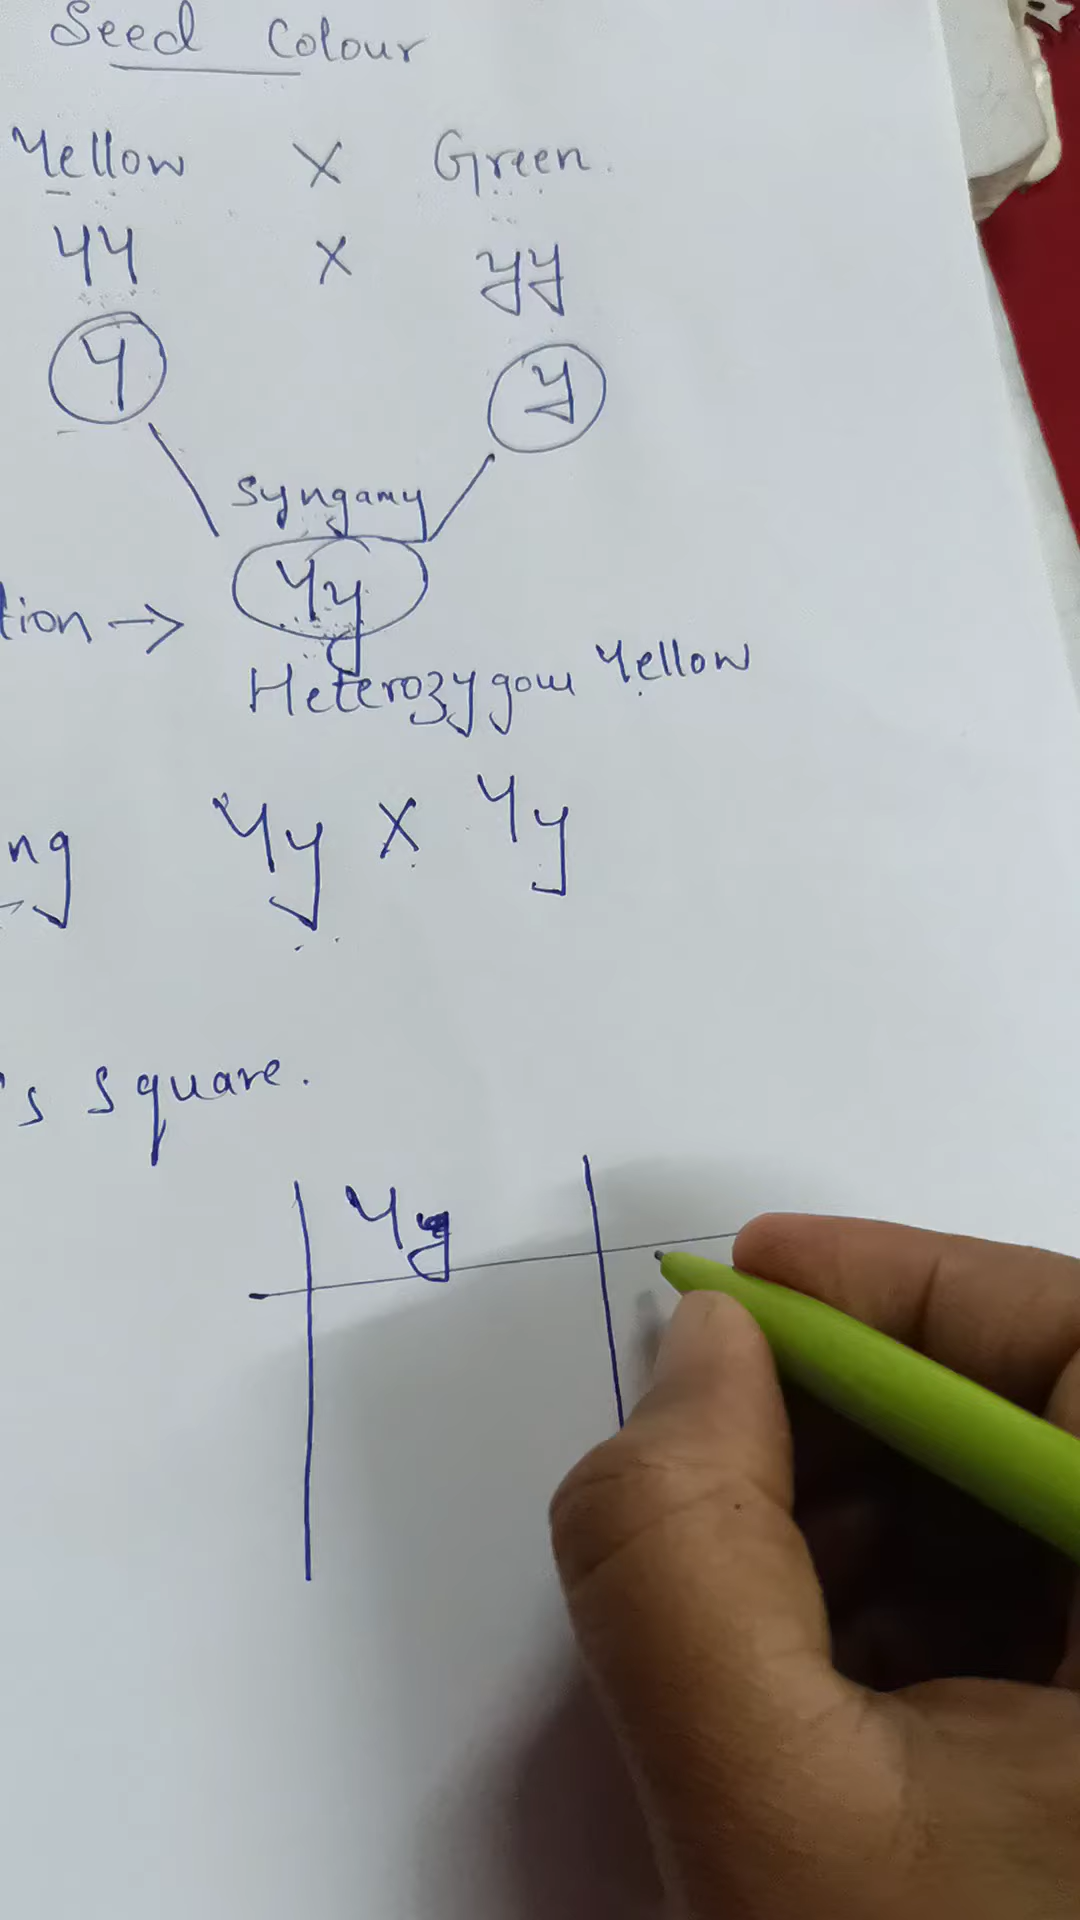 Seed Colour
Yellow X Green
YY X yy
Y y
Syngamy
tion → Yy
Heterozygous Yellow
ng Yy X Yy
's Square.
Yy